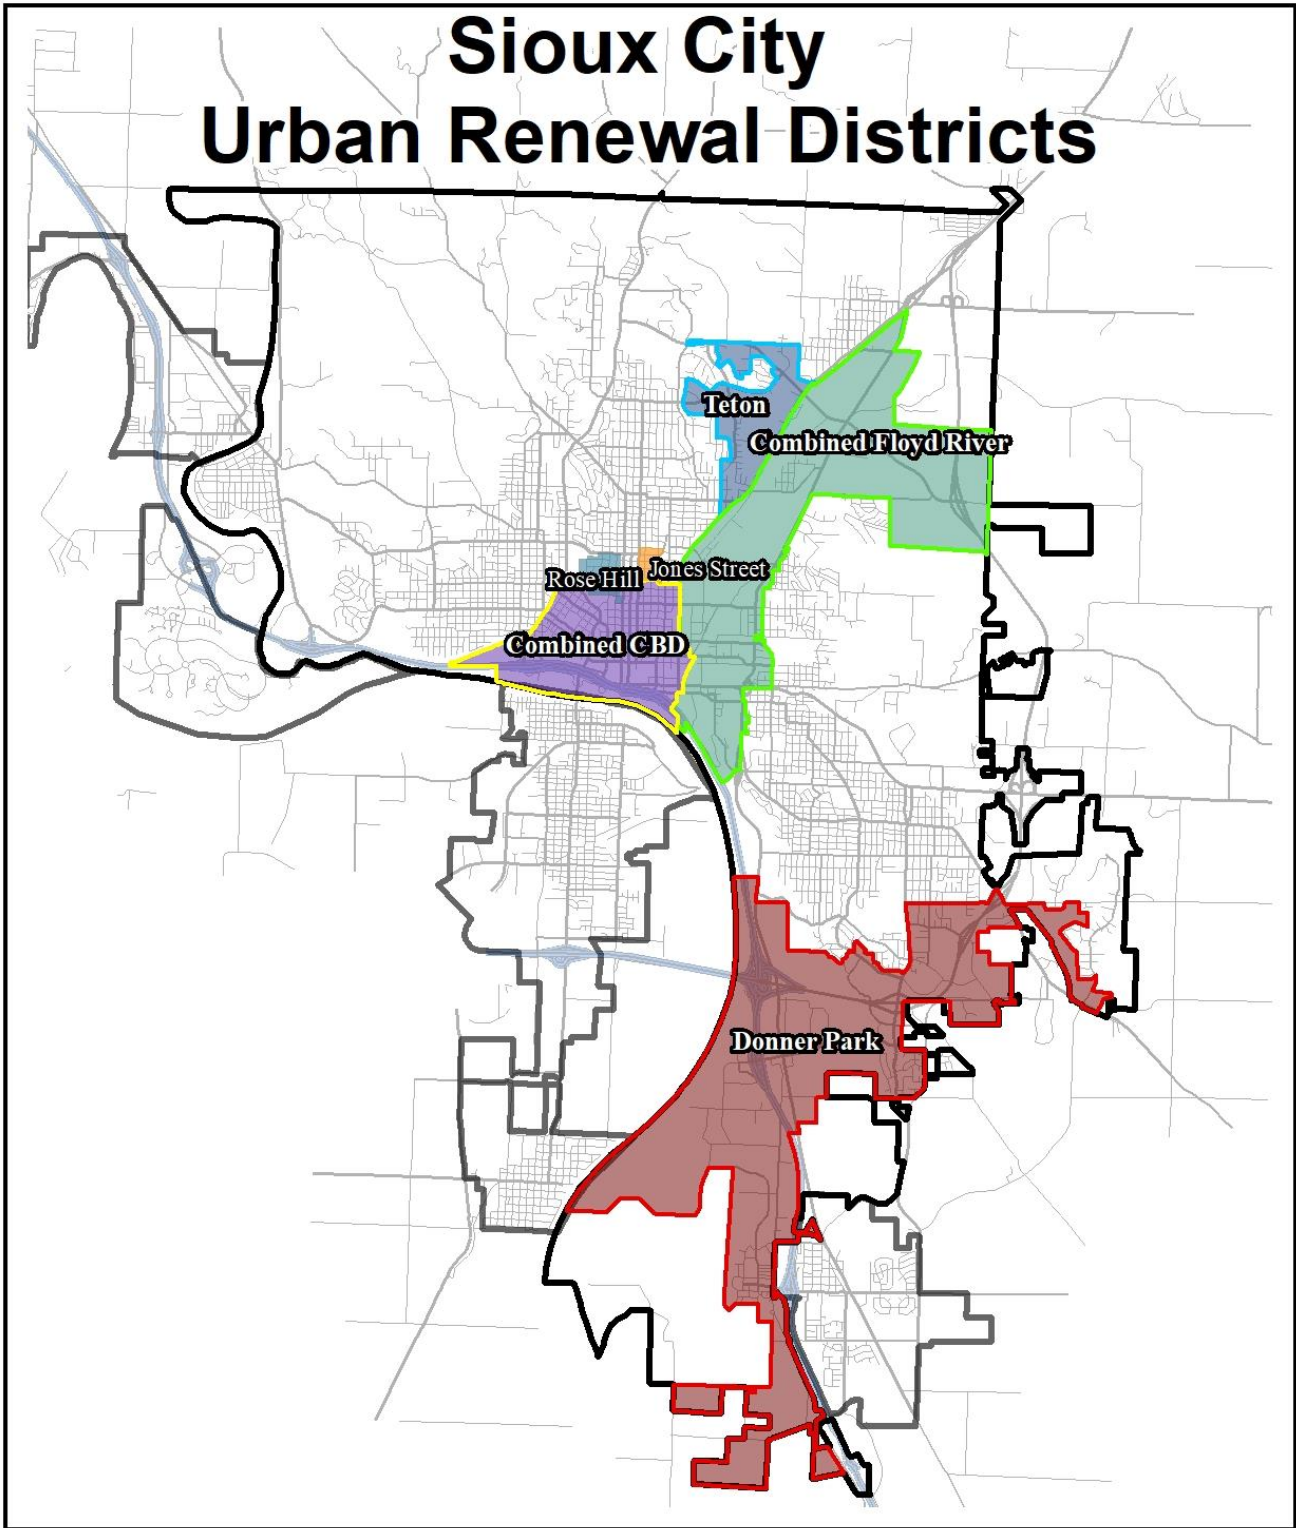 Sioux City
Urban Renewal Districts
Teton
Combined Floyd River
Jones Street
Rose Hill
Combined CBD
Donner Park